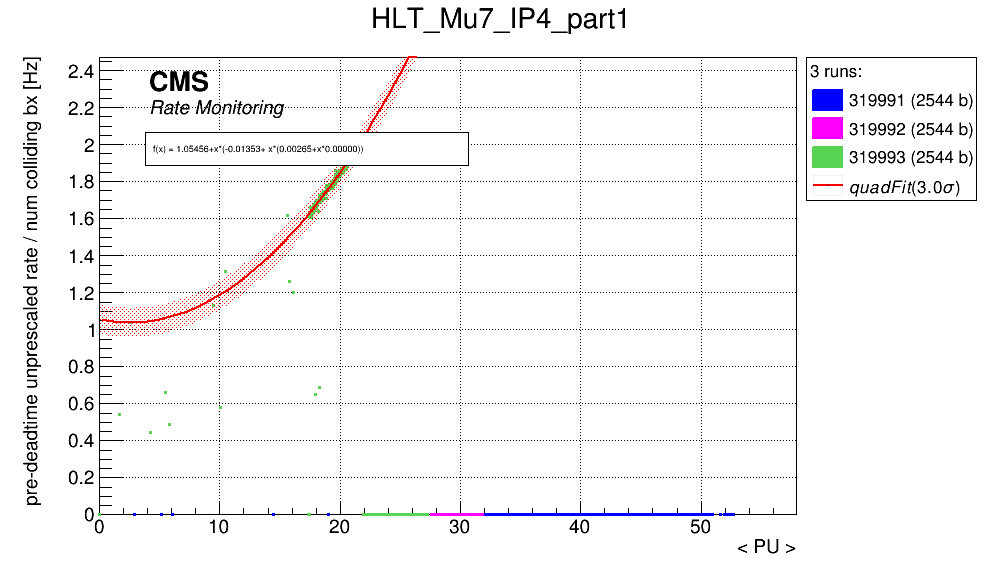 HLT_Mu7_IP4_part1
pre-deadtime unprescaled rate / num colliding bx [Hz]
2.4
2.2
2
1.8
1.6
1.4
1.2
1
0.8
0.6
0.4
0.2
0
CMS
Rate Monitoring
f(x) = 1.05456+x*(-0.01353+ x*(0.00265+x*0.00000))
0 10 20 30 40 50
< PU >
3 runs:
319991 (2544 b)
319992 (2544 b)
319993 (2544 b)
quadFit(3.0σ)